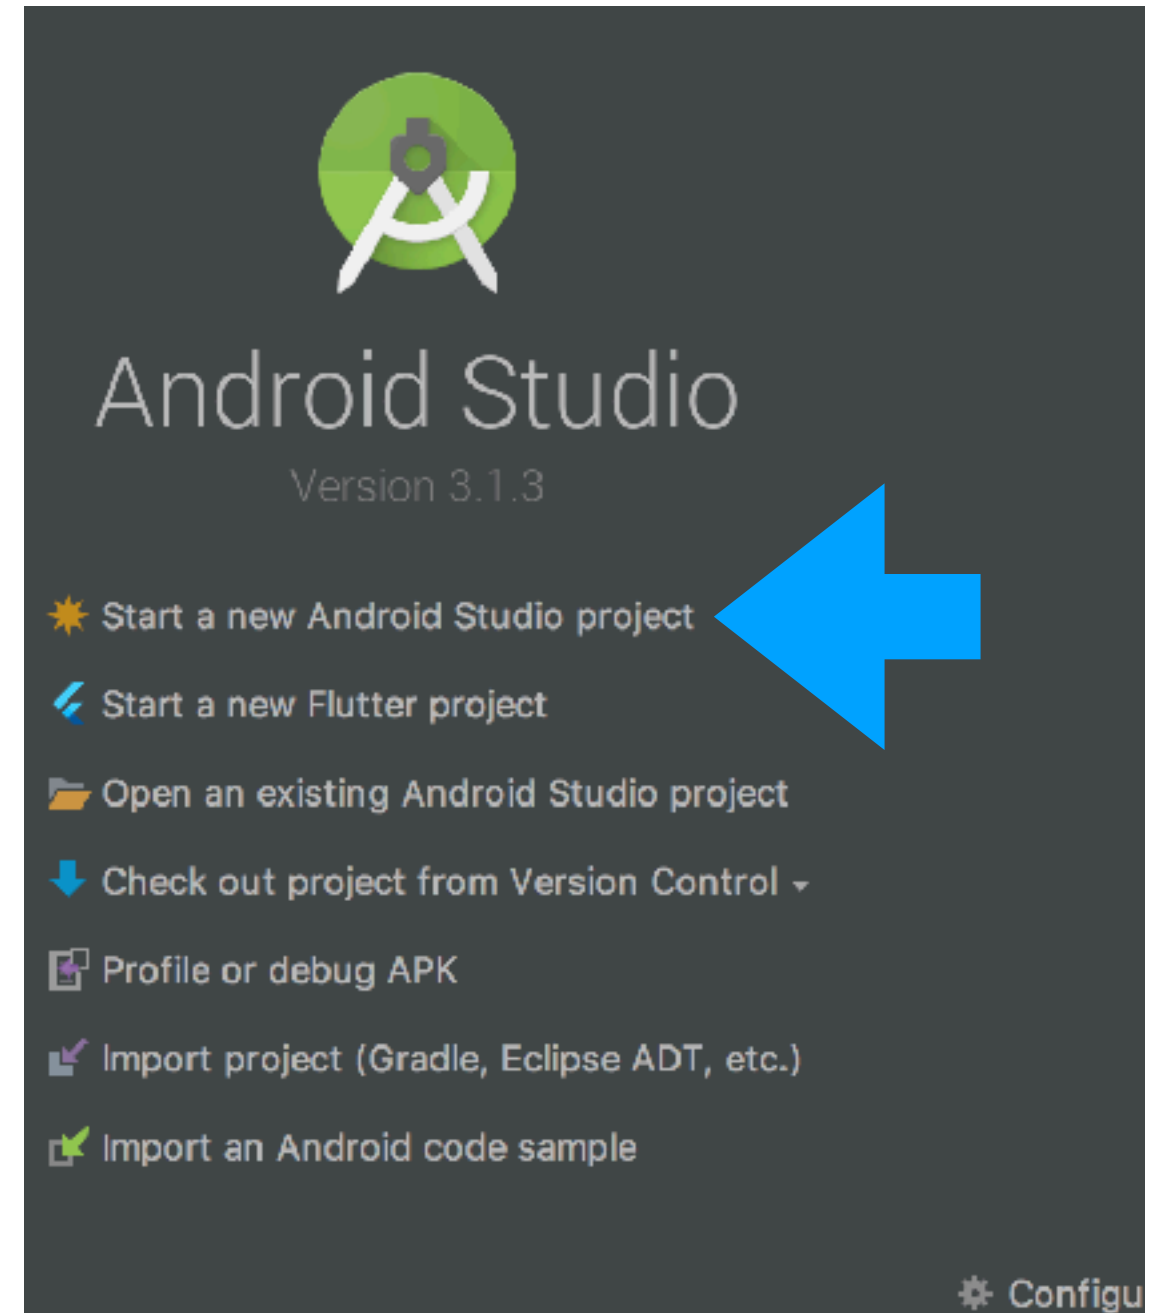 Android Studio
Version 3.1.3
Start a new Android Studio project
Start a new Flutter project
Open an existing Android Studio project
Check out project from Version Control
Profile or debug APK
Import project (Gradle, Eclipse ADT, etc.)
Import an Android code sample
Configu